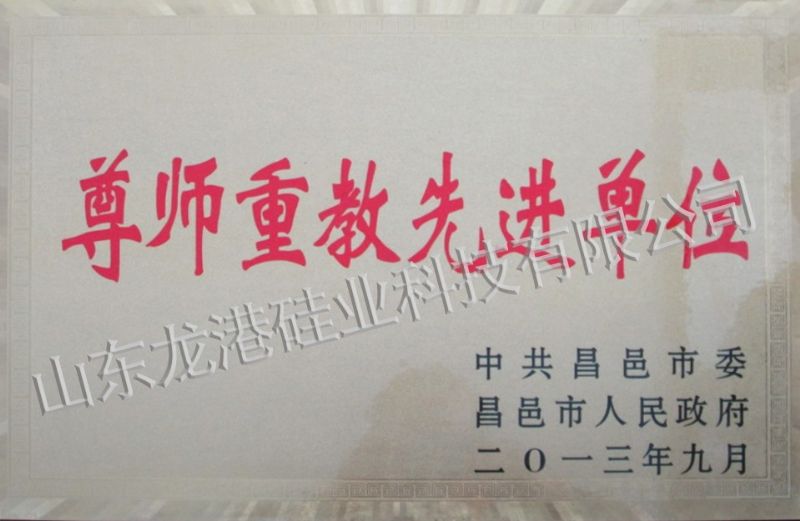 尊师重教先进单位
山东龙港硅业科技有限公司
中共昌邑市委
昌邑市人民政府
二〇一三年九月